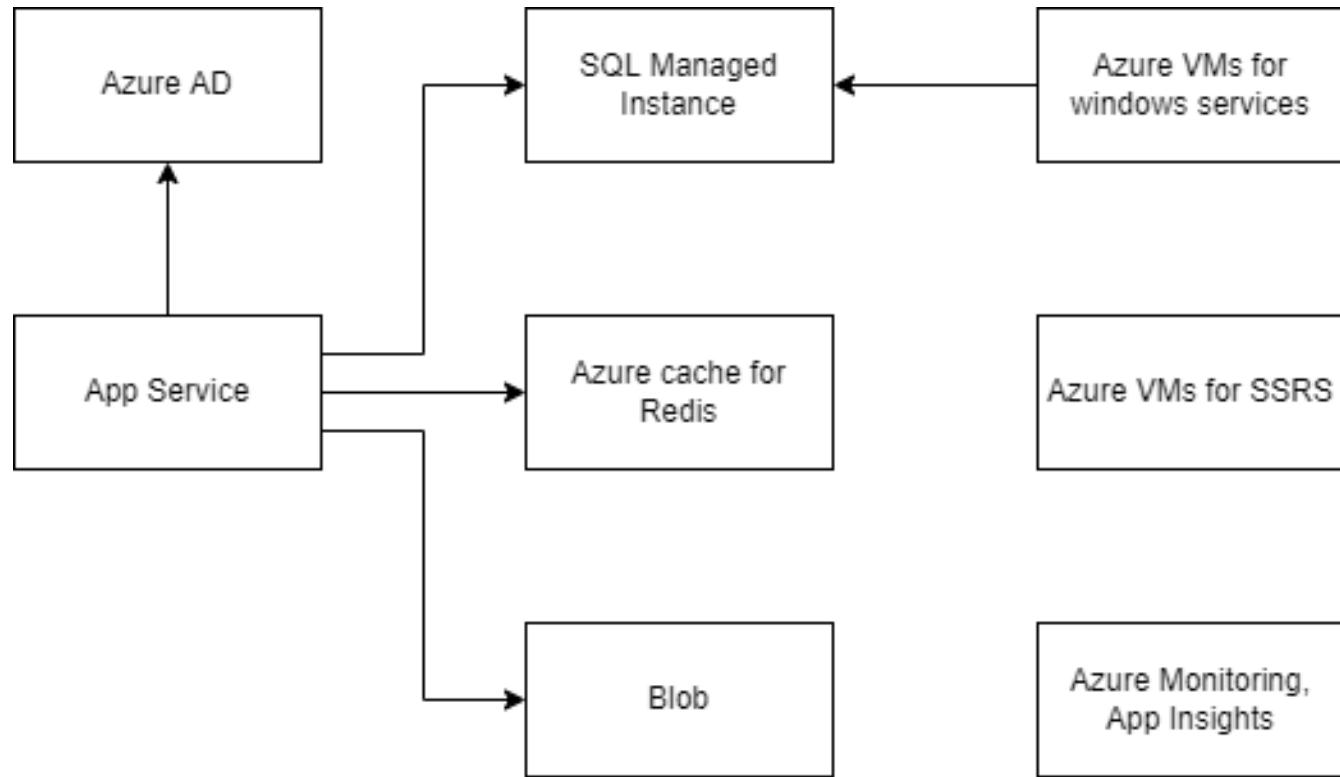 Azure AD
SQL Managed
Instance
Azure VMs for
windows services
App Service
Azure cache for
Redis
Azure VMs for SSRS
Blob
Azure Monitoring,
App Insights